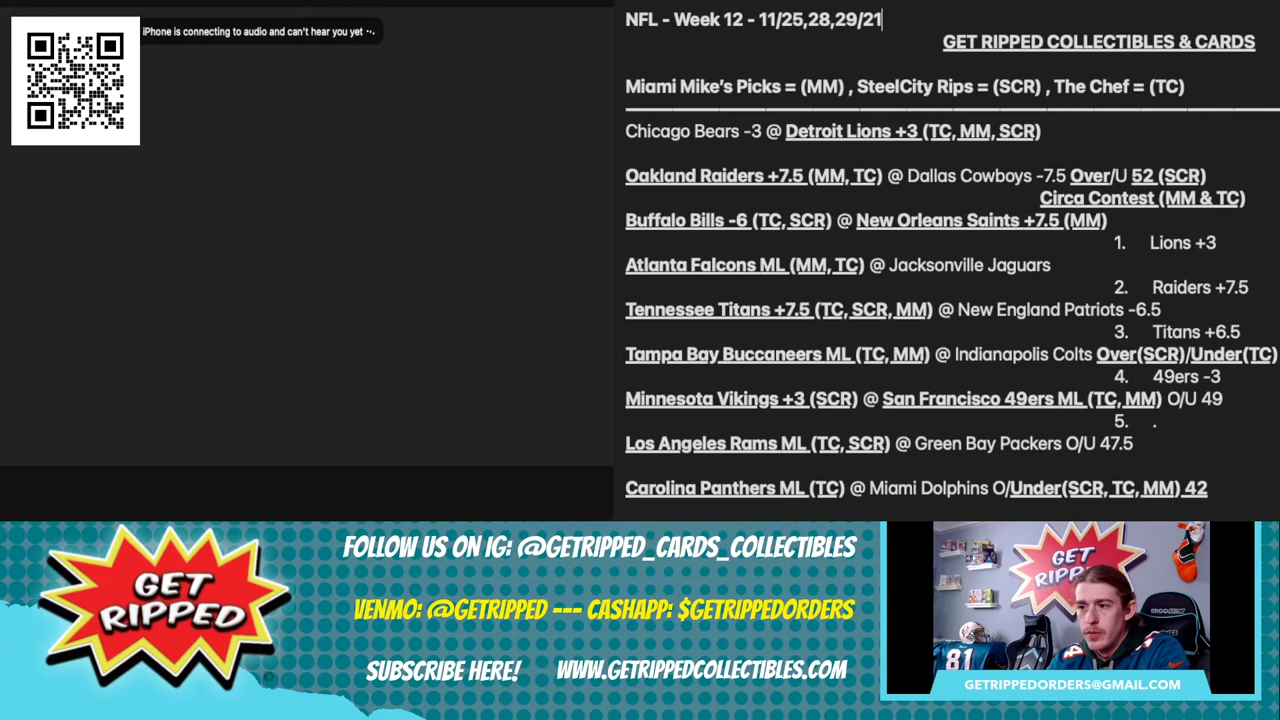 iPhone is connecting to audio and can't hear you yet
NFL - Week 12 - 11/25,28,29/21
GET RIPPED COLLECTIBLES & CARDS
Miami Mike's Picks = (MM) , SteelCity Rips = (SCR) , The Chef = (TC)
Chicago Bears -3 @ Detroit Lions +3 (TC, MM, SCR)
Oakland Raiders +7.5 (MM, TC) @ Dallas Cowboys -7.5 Over/U 52 (SCR)
Circa Contest (MM & TC)
Buffalo Bills -6 (TC, SCR) @ New Orleans Saints +7.5 (MM)
1. Lions +3
Atlanta Falcons ML (MM, TC) @ Jacksonville Jaguars
2. Raiders +7.5
Tennessee Titans +7.5 (TC, SCR, MM) @ New England Patriots -6.5
3. Titans +6.5
Tampa Bay Buccaneers ML (TC, MM) @ Indianapolis Colts Over(SCR)/Under(TC)
4. 49ers -3
Minnesota Vikings +3 (SCR) @ San Francisco 49ers ML (TC, MM) O/U 49
5. .
Los Angeles Rams ML (TC, SCR) @ Green Bay Packers O/U 47.5
Carolina Panthers ML (TC) @ Miami Dolphins O/Under(SCR, TC, MM) 42
GET RIPPED
FOLLOW US ON IG: @GETRIPPED_CARDS_COLLECTIBLES
VENMO: @GETRIPPED --- CASHAPP: $GETRIPPEDORDERS
SUBSCRIBE HERE! WWW.GETRIPPEDCOLLECTIBLES.COM
GET
RIPPED
81
GETRIPPEDORDERS@GMAIL.COM